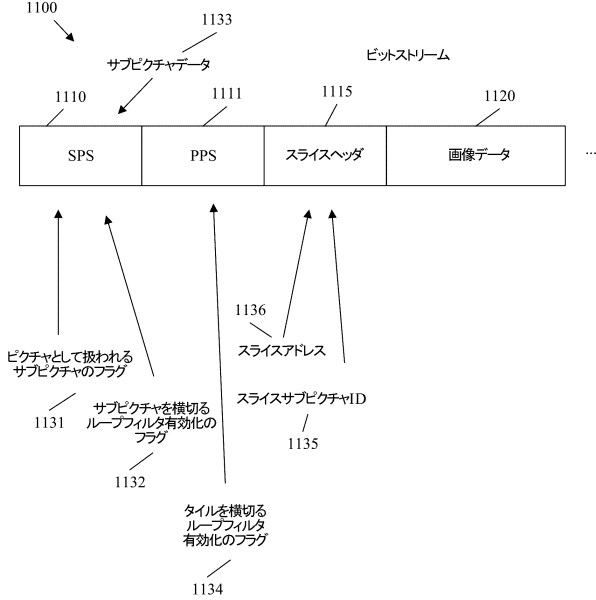 1100
1133
サブピクチャデータ
ビットストリーム
1110
1111
1115
1120
SPS
PPS
スライスヘッダ
画像データ
...
1136
スライスアドレス
ピクチャとして扱われる
サブピクチャのフラグ
1131
スライスサブピクチャID
1135
サブピクチャを横切る
ループフィルタ有効化の
フラグ
1132
タイルを横切る
ループフィルタ
有効化のフラグ
1134